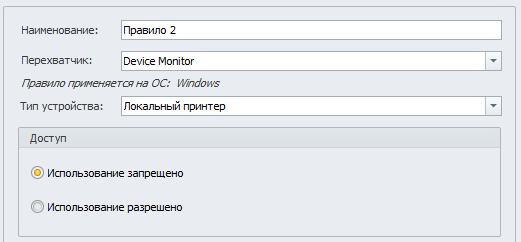 Наименование: Правило 2
Перехватчик: Device Monitor
Правило применяется на ОС: Windows
Тип устройства: Локальный принтер
Доступ
Использование запрещено
Использование разрешено